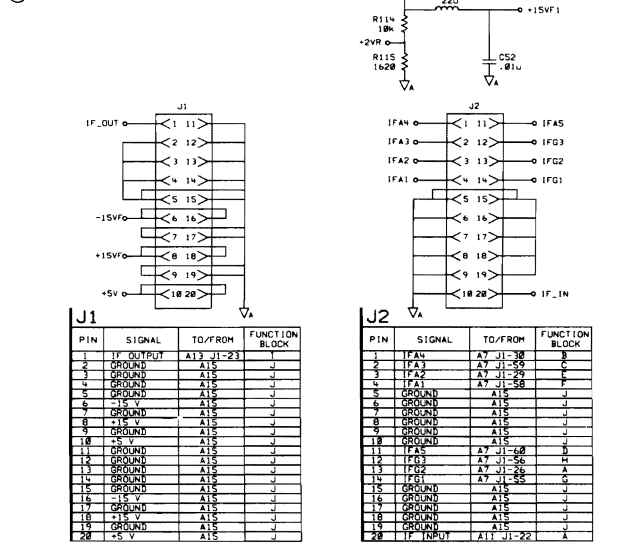 22U
+15VF1
R114
10K
+2VR
R115
1620
C52
.01u
A
A
J1
IF_OUT
1 11
2 12
3 13
4 14
5 15
-15VF
6 16
7 17
+15VF
8 18
9 19
+5V
10 20
A
J2
IFA4 1 11 IFA5
IFA3 2 12 IFG3
IFA2 3 13 IFG2
IFA1 4 14 IFG1
5 15
6 16
7 17
8 18
9 19
10 20 IF_IN
A
J1
PIN SIGNAL TO/FROM FUNCTION BLOCK
1 IF OUTPUT A13 J1-23 I
2 GROUND A15 J
3 GROUND A15 J
4 GROUND A15 J
5 GROUND A15 J
6 -15 V A15 J
7 GROUND A15 J
8 +15 V A15 J
9 GROUND A15 J
10 +5 V A15 J
11 GROUND A15 J
12 GROUND A15 J
13 GROUND A15 J
14 GROUND A15 J
15 GROUND A15 J
16 -15 V A15 J
17 GROUND A15 J
18 +15 V A15 J
19 GROUND A15 J
20 +5 V A15 J
J2
PIN SIGNAL TO/FROM FUNCTION BLOCK
1 IFA4 A7 J1-30 B
2 IFA3 A7 J1-59 C
3 IFA2 A7 J1-29 E
4 IFA1 A7 J1-58 F
5 GROUND A15 J
6 GROUND A15 J
7 GROUND A15 J
8 GROUND A15 J
9 GROUND A15 J
10 GROUND A15 J
11 IFA5 A7 J1-60 D
12 IFG3 A7 J1-56 H
13 IFG2 A7 J1-26 A
14 IFG1 A7 J1-55 G
15 GROUND A15 J
16 GROUND A15 J
17 GROUND A15 J
18 GROUND A15 J
19 GROUND A15 J
20 IF INPUT A11 J1-22 A